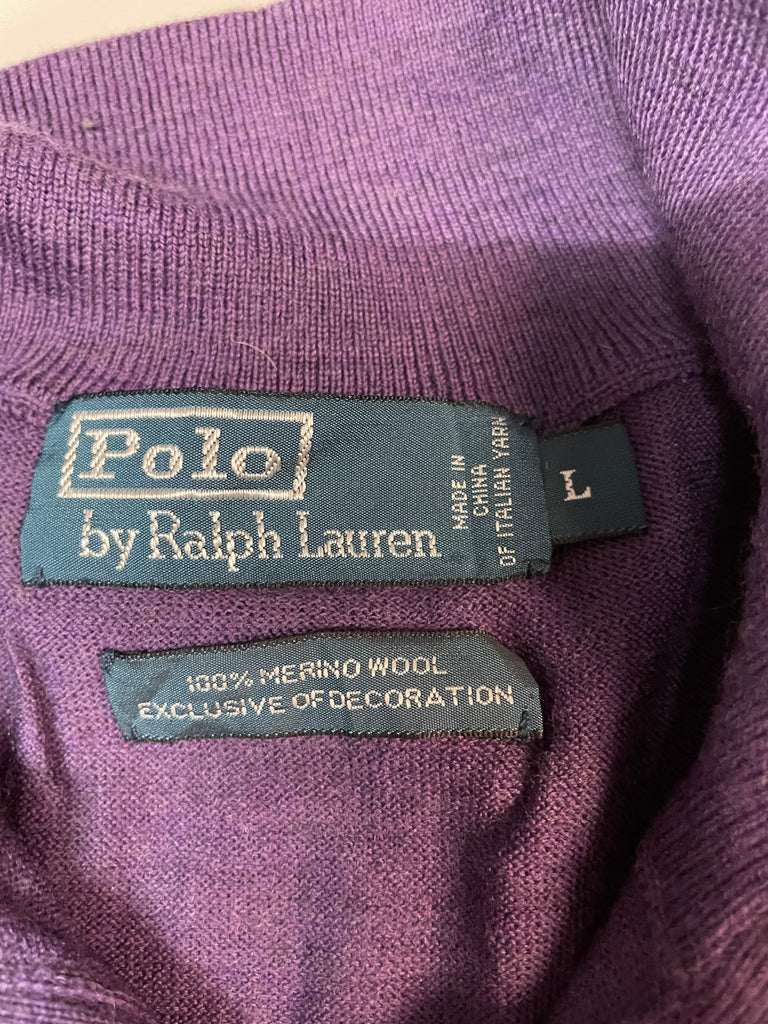 Polo
by Ralph Lauren
MADE IN
CHINA
OF ITALIAN YARN
L
100% MERINO WOOL
EXCLUSIVE OF DECORATION